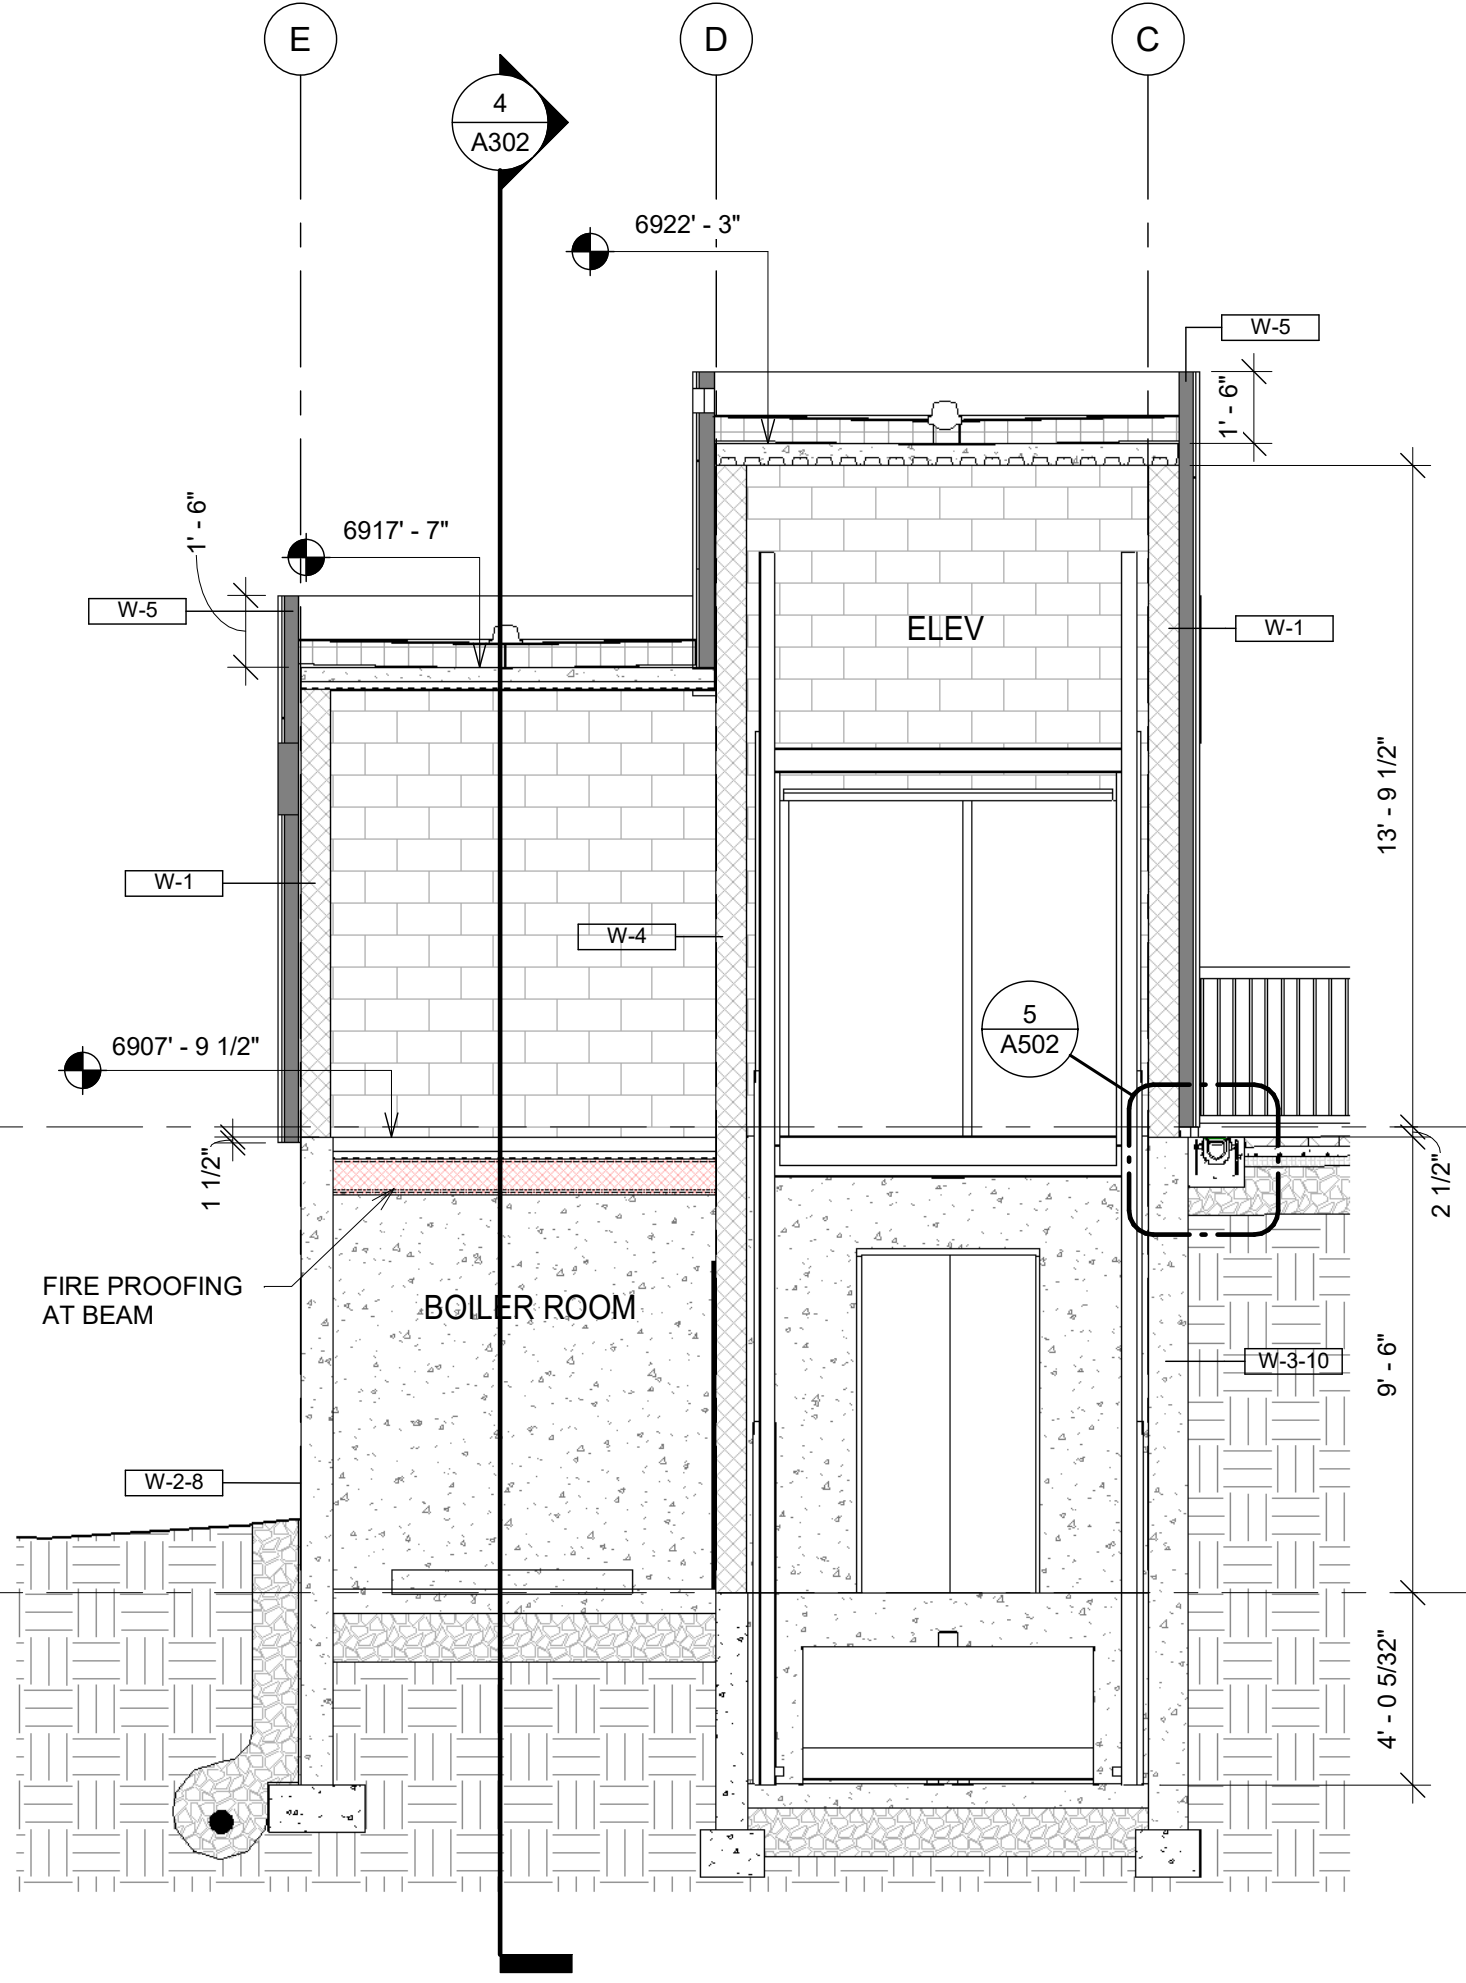 E
D
C
4
A302
6922' - 3"
W-5
1' - 6"
1' - 6"
6917' - 7"
W-5
ELEV
W-1
13' - 9 1/2"
W-1
W-4
5
A502
6907' - 9 1/2"
1 1/2"
2 1/2"
FIRE PROOFING
AT BEAM
BOILER ROOM
9' - 6"
W-3-10
W-2-8
4' - 0 5/32"